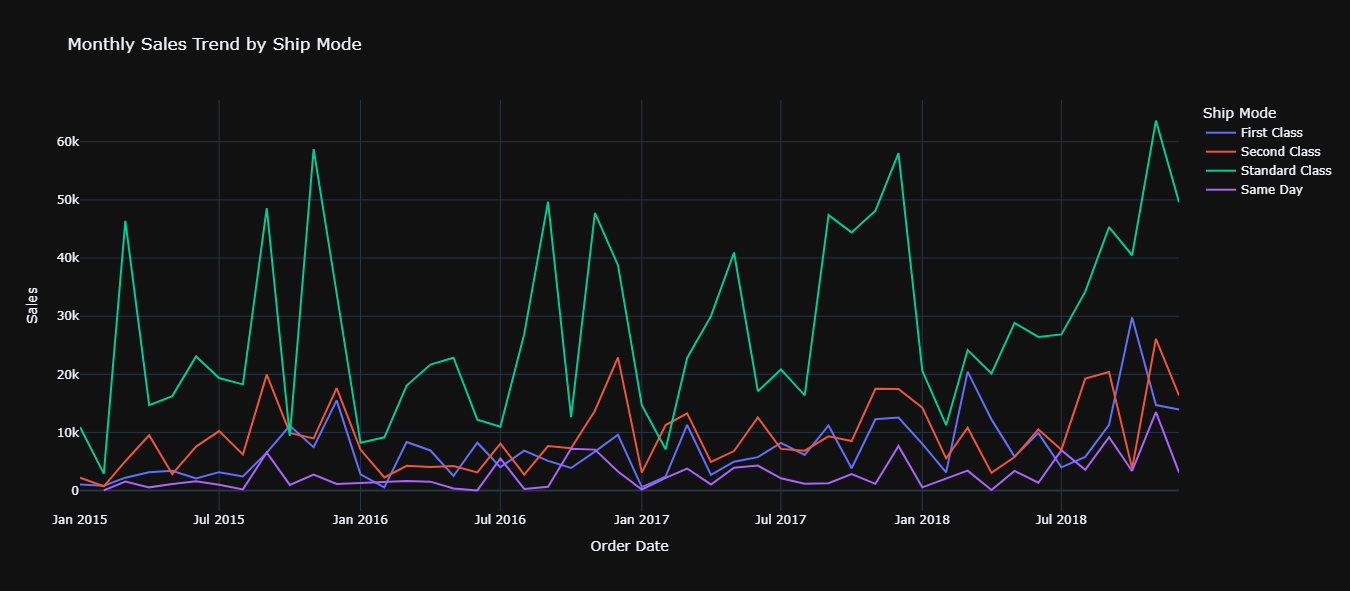 Monthly Sales Trend by Ship Mode
Ship Mode
First Class
Second Class
Standard Class
Same Day
60k
50k
40k
30k
20k
10k
0
Sales
Jan 2015 Jul 2015 Jan 2016 Jul 2016 Jan 2017 Jul 2017 Jan 2018 Jul 2018
Order Date